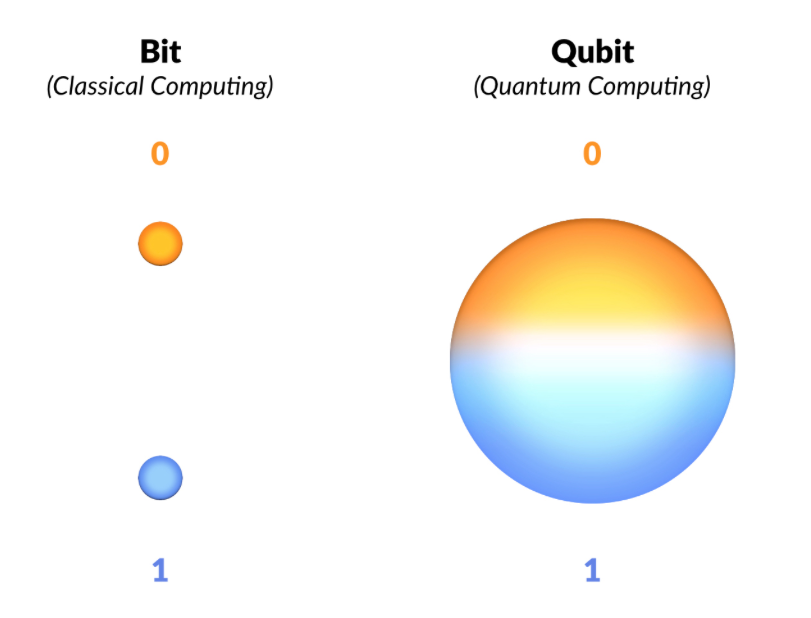 Bit
(Classical Computing)
0
1
Qubit
(Quantum Computing)
0
1